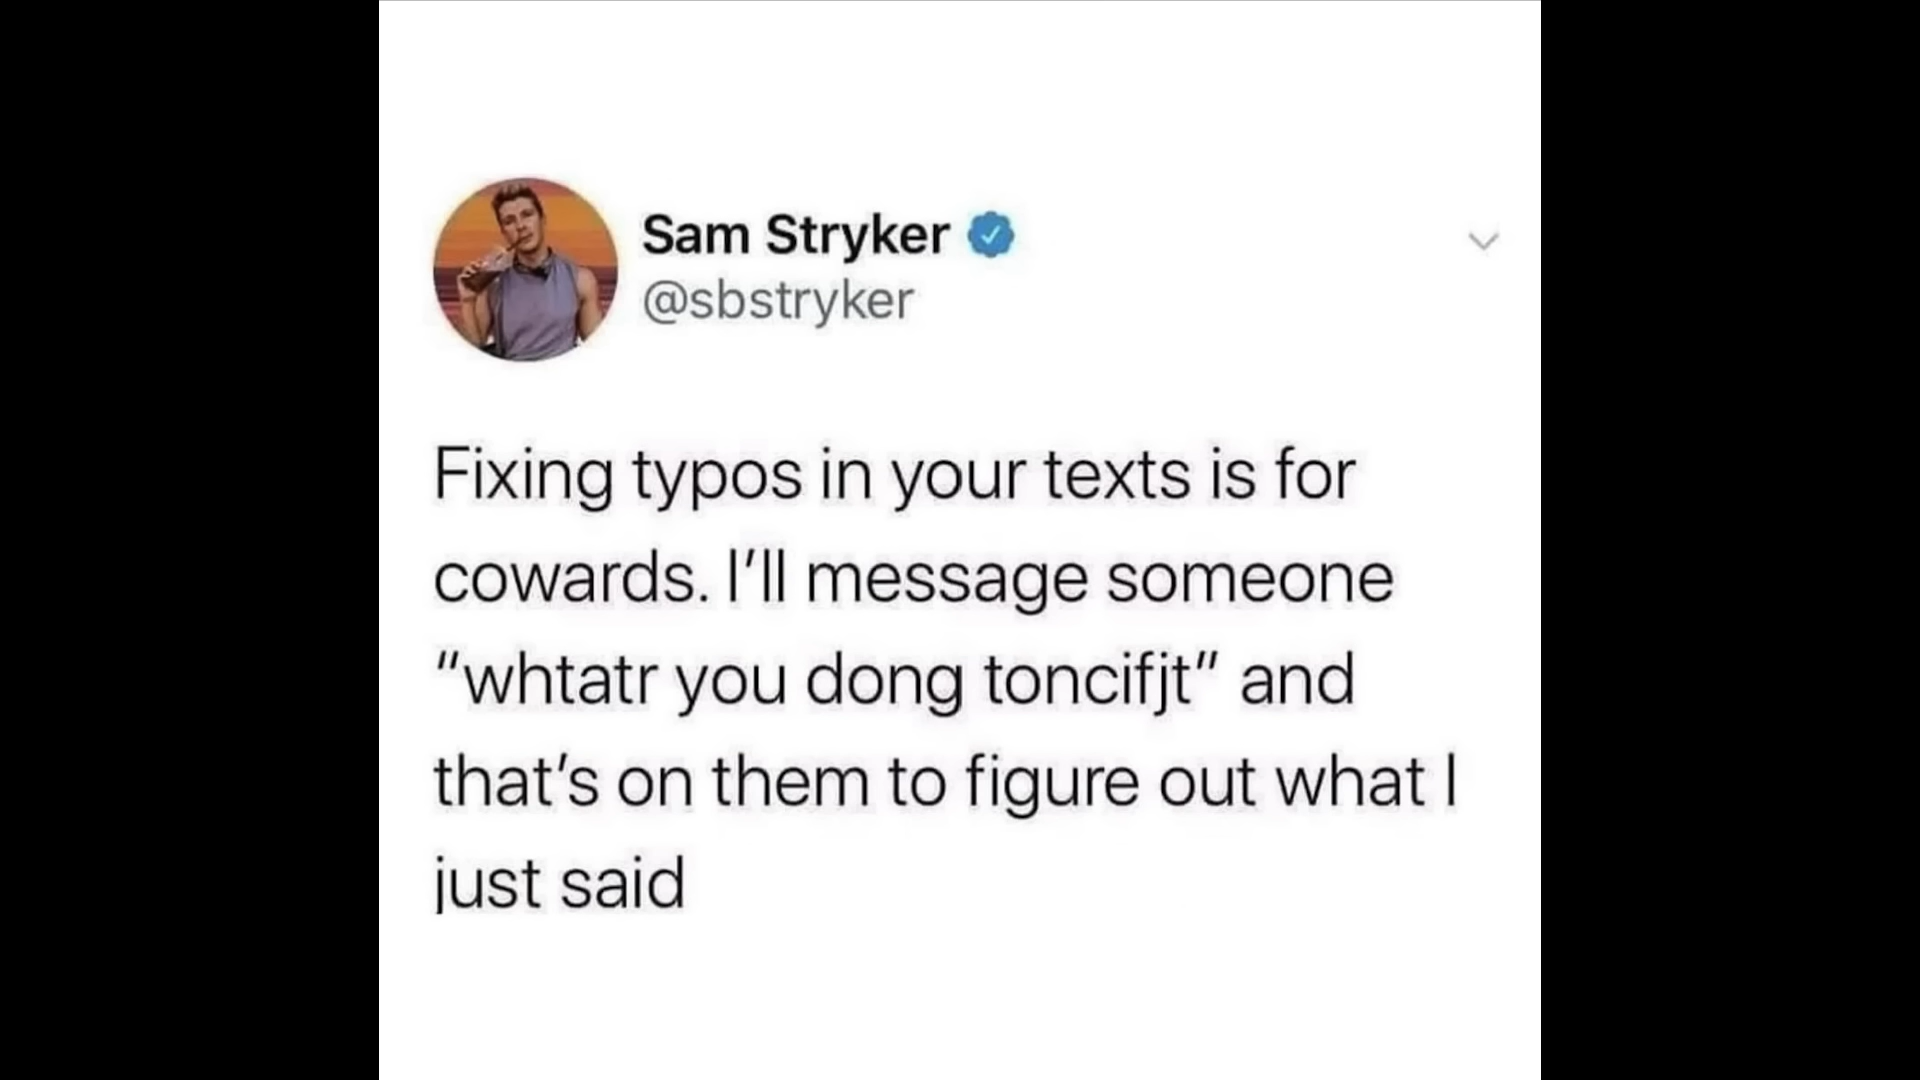 Sam Stryker
@sbstryker
Fixing typos in your texts is for
cowards. I’ll message someone
"whtatr you dong toncifjt" and
that’s on them to figure out what I
just said